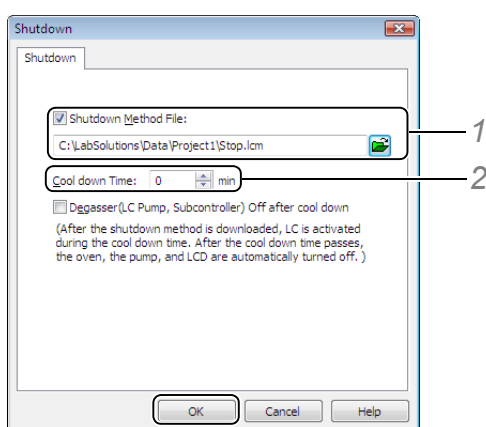 Shutdown
Shutdown
Shutdown Method File:
1
C:\LabSolutions\Data\Project1\Stop.lcm
2
Cool down Time: 0 min
Degasser(LC Pump, Subcontroller) Off after cool down
(After the shutdown method is downloaded, LC is activated
during the cool down time. After the cool down time passes,
the oven, the pump, and LCD are automatically turned off. )
OK Cancel Help